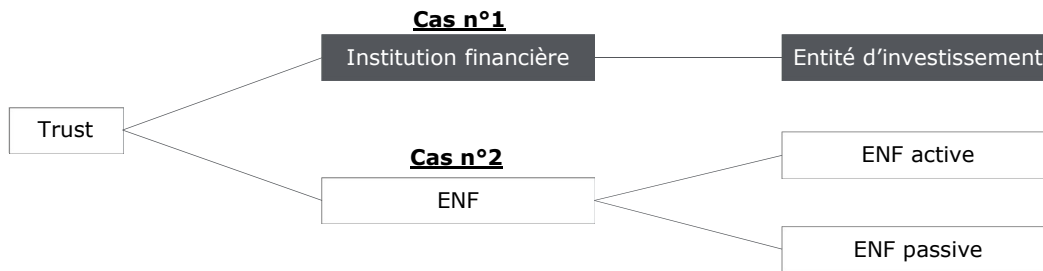 Cas n°1
Institution financière
Entité d’investissement
Trust
Cas n°2
ENF
ENF active
ENF passive